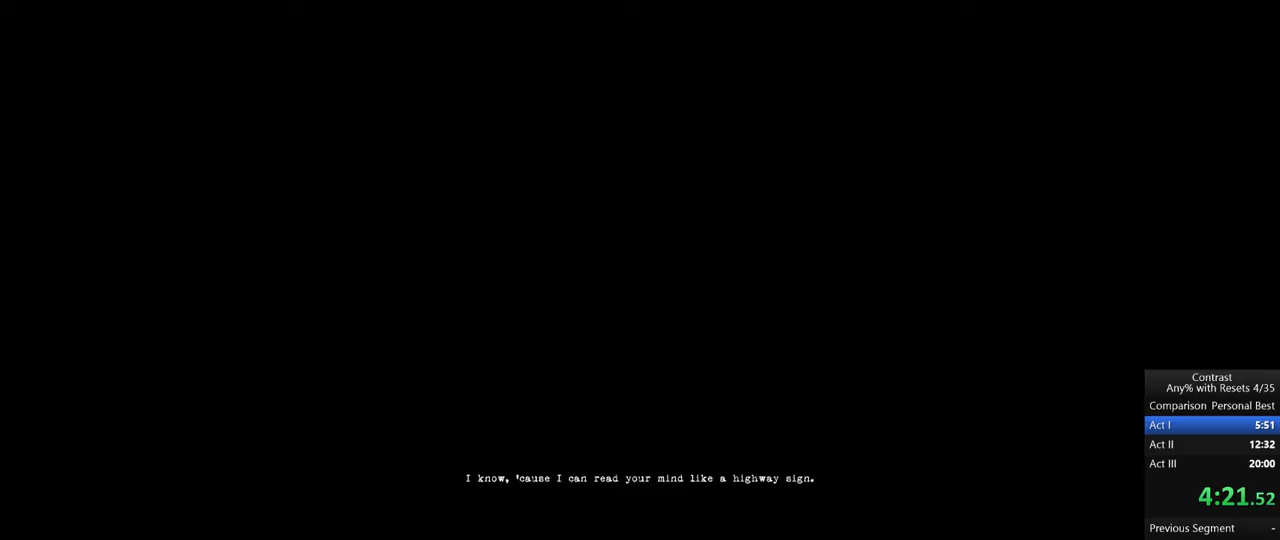 Contrast
Any% with Resets 4/35
Comparison Personal Best
Act I 5:51
Act II 12:32
Act III 20:00
I know, 'cause I can read your mind like a highway sign.
4:21.52
Previous Segment -